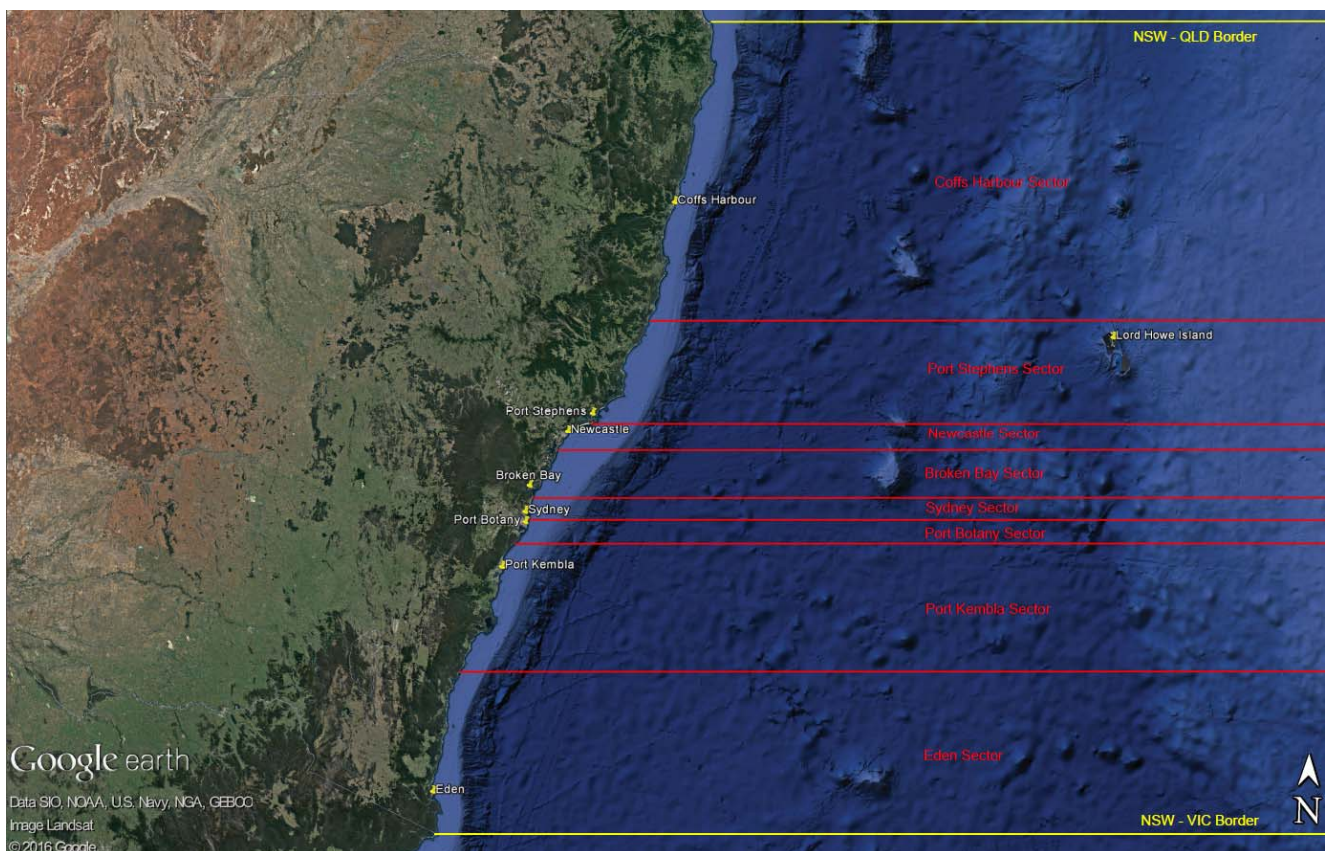 NSW - QLD Border
Coffs Harbour Sector
Coffs Harbour
Lord Howe Island
Port Stephens Sector
Port Stephens
Newcastle
Newcastle Sector
Broken Bay Sector
Broken Bay
Sydney
Sydney Sector
Port Botany
Port Botany Sector
Port Kembla
Port Kembla Sector
Eden Sector
Google earth
Eden
Data SIO, NOAA, U.S. Navy, NGA, GEBCO
Image Landsat
© 2016 Google
NSW - VIC Border
N